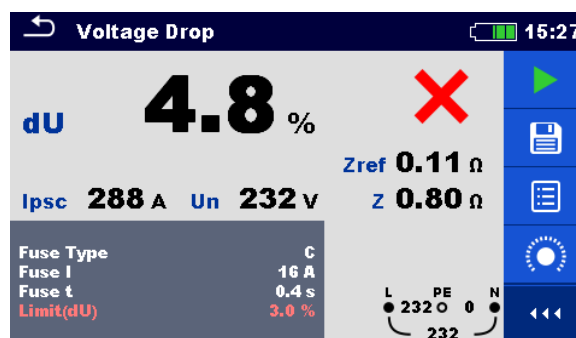 Voltage Drop 15:27
dU 4.8 %
Zref 0.11 Ω
Ipsc 288 A Un 232 V Z 0.80 Ω
Fuse Type C
Fuse I 16 A
Fuse t 0.4 s
Limit(dU) 3.0 %
L PE N
232 0
232